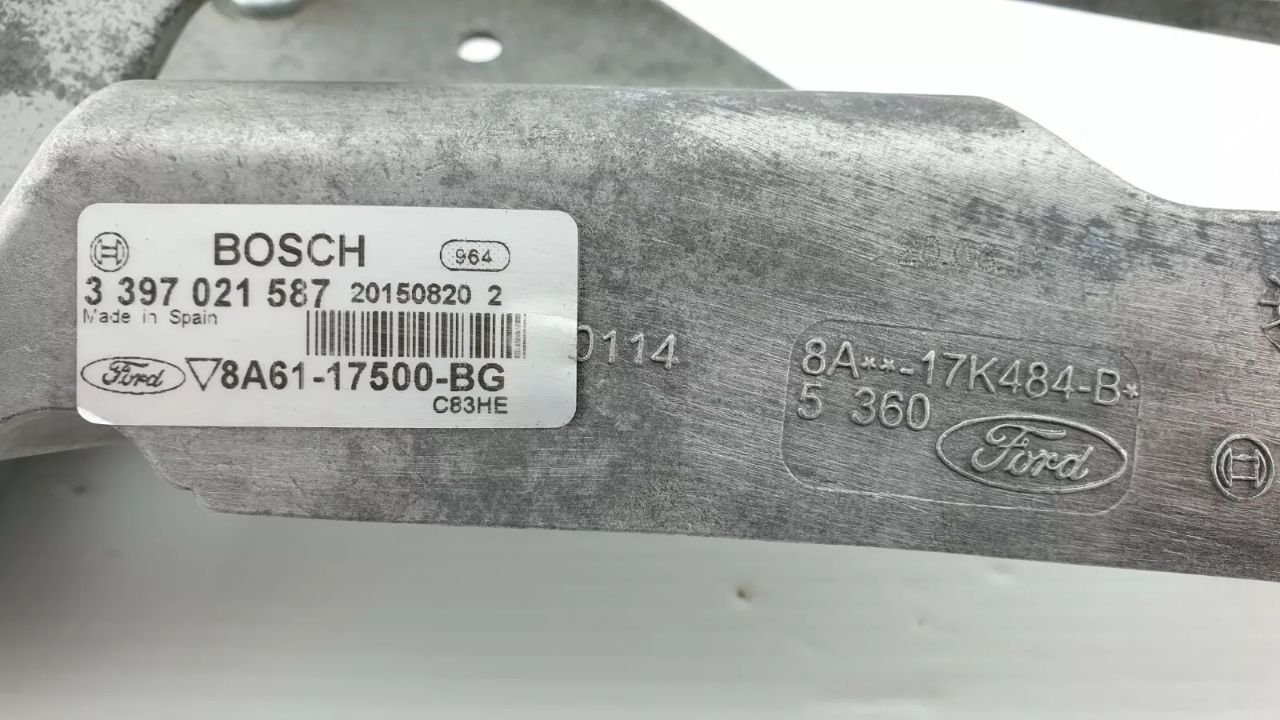 BOSCH 964
3 397 021 587 20150820 2
Made in Spain
Ford 8A61-17500-BG
C83HE
0114
8A**-17K484-B*
5 360
Ford